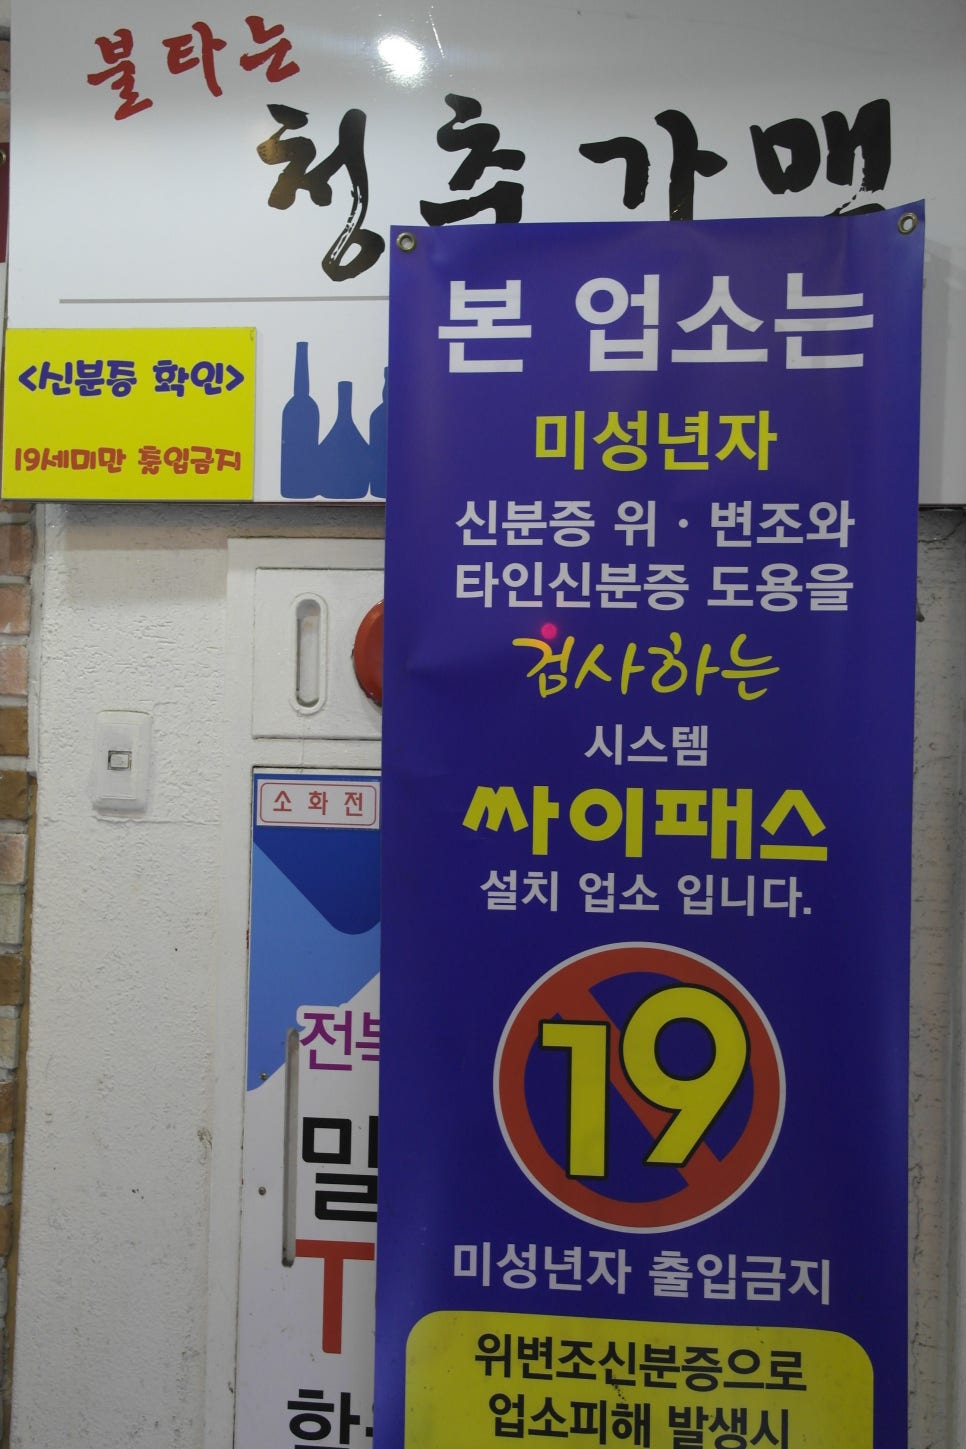 불타는
청춘가맥
<신분증 확인>
19세미만 출입금지
본 업소는
미성년자
신분증 위 · 변조와
타인신분증 도용을
검사하는
시스템
싸이패스
설치 업소 입니다.
19
미성년자 출입금지
위변조신분증으로
업소피해 발생시
소화전